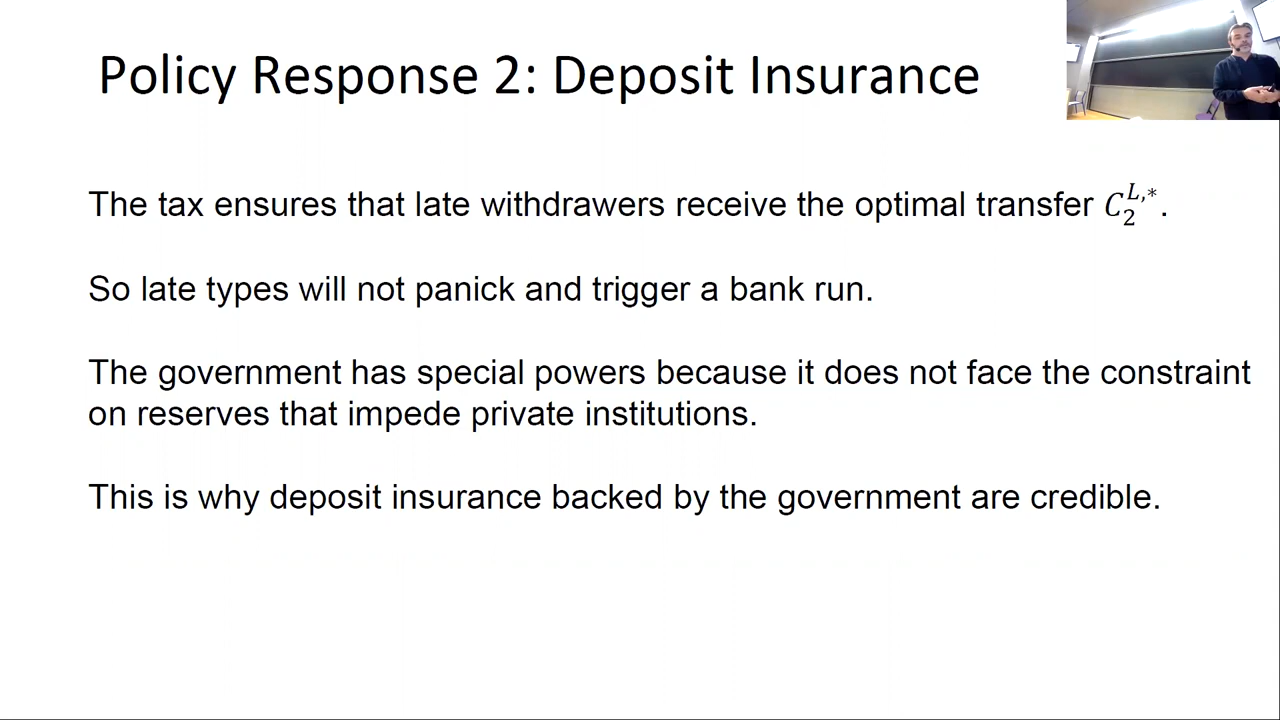 Policy Response 2: Deposit Insurance
The tax ensures that late withdrawers receive the optimal transfer $C_2^{L,*}$.
So late types will not panick and trigger a bank run.
The government has special powers because it does not face the constraint
on reserves that impede private institutions.
This is why deposit insurance backed by the government are credible.